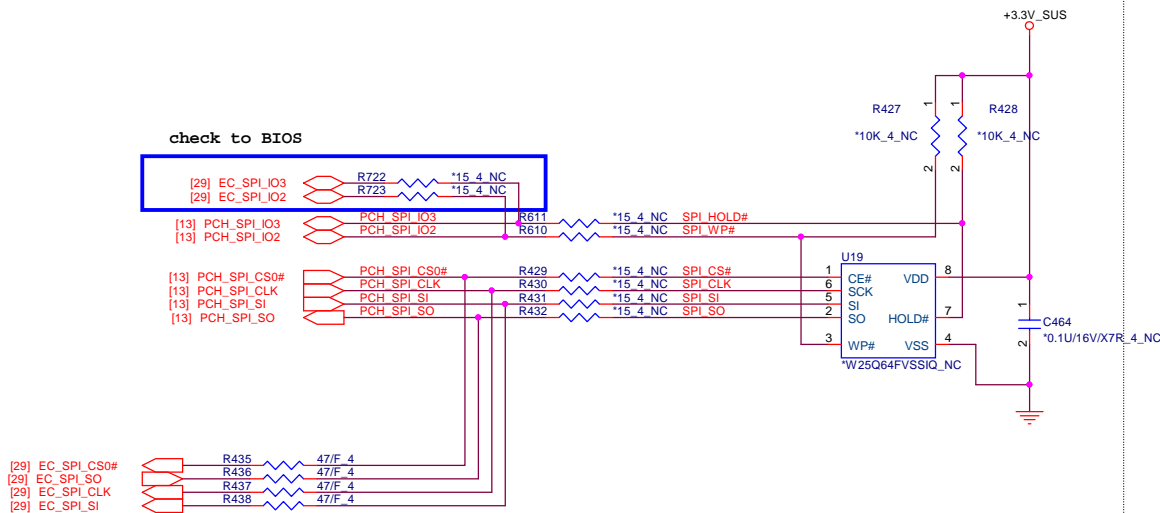 +3.3V_SUS
R427 1 1 R428
*10K_4_NC *10K_4_NC
2 2
check to BIOS
[29] EC_SPI_IO3 R722 *15_4_NC
[29] EC_SPI_IO2 R723 *15_4_NC
[13] PCH_SPI_IO3 PCH_SPI_IO3 R611 *15_4_NC SPI_HOLD#
[13] PCH_SPI_IO2 PCH_SPI_IO2 R610 *15_4_NC SPI_WP#
U19
[13] PCH_SPI_CS0# PCH_SPI_CS0# R429 *15_4_NC SPI_CS# 1 CE# VDD 8
[13] PCH_SPI_CLK PCH_SPI_CLK R430 *15_4_NC SPI_CLK 6 SCK
[13] PCH_SPI_SI PCH_SPI_SI R431 *15_4_NC SPI_SI 5 SI
[13] PCH_SPI_SO PCH_SPI_SO R432 *15_4_NC SPI_SO 2 SO HOLD# 7
3 WP# VSS 4
*W25Q64FVSSIQ_NC
1
C464
2 *0.1U/16V/X7R_4_NC
[29] EC_SPI_CS0# R435 47/F_4
[29] EC_SPI_SO R436 47/F_4
[29] EC_SPI_CLK R437 47/F_4
[29] EC_SPI_SI R438 47/F_4